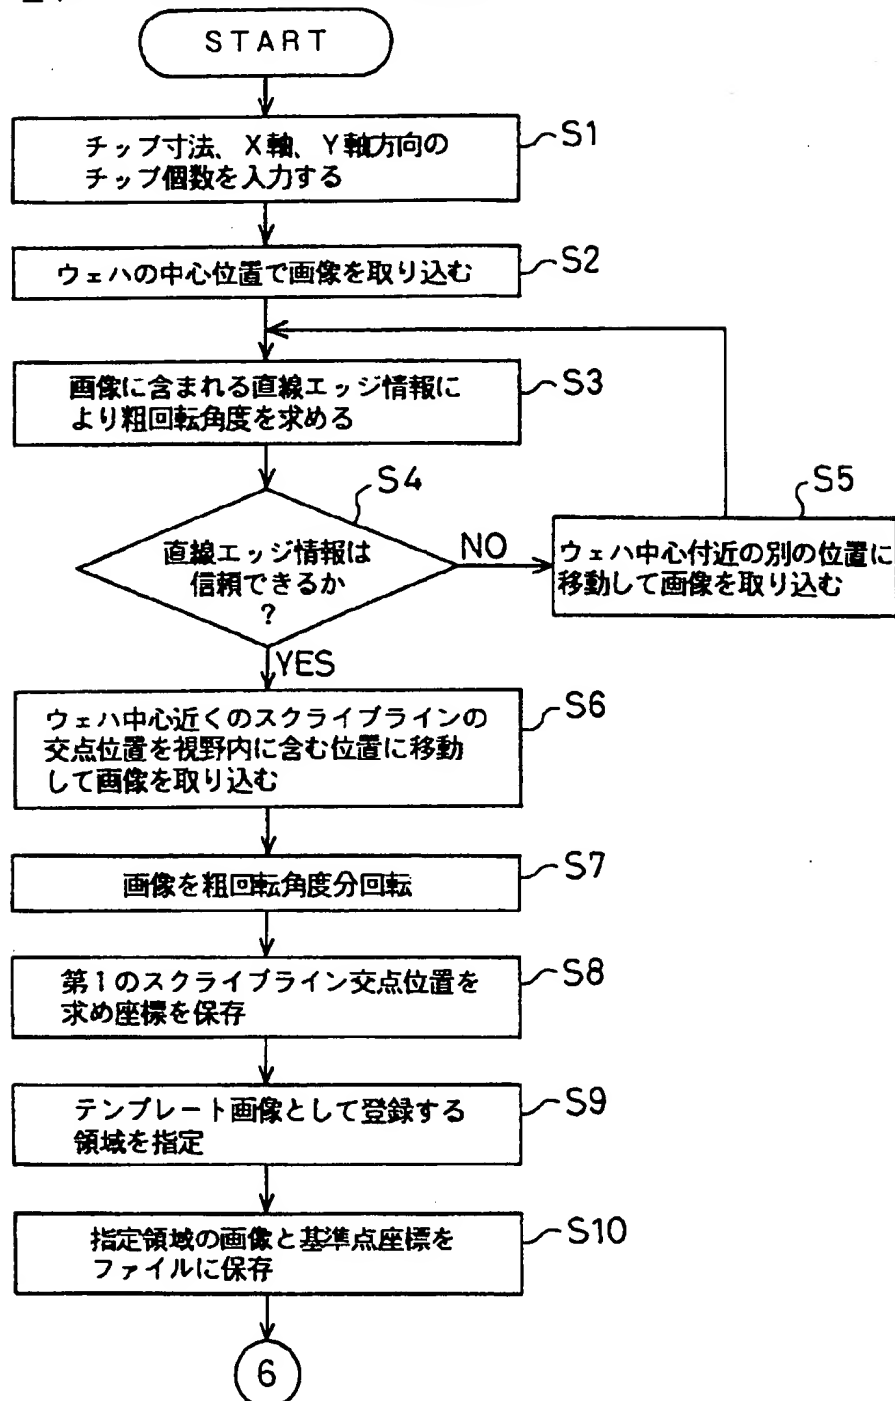 START
チップ寸法、X軸、Y軸方向の
チップ個数を入力する
S1
ウェハの中心位置で画像を取り込む
S2
画像に含まれる直線エッジ情報に
より粗回転角度を求める
S3
S4
直線エッジ情報は
信頼できるか
?
NO
YES
S5
ウェハ中心付近の別の位置に
移動して画像を取り込む
ウェハ中心近くのスクライブラインの
交点位置を視野内に含む位置に移動
して画像を取り込む
S6
画像を粗回転角度分回転
S7
第1のスクライブライン交点位置を
求め座標を保存
S8
テンプレート画像として登録する
領域を指定
S9
指定領域の画像と基準点座標を
ファイルに保存
S10
6